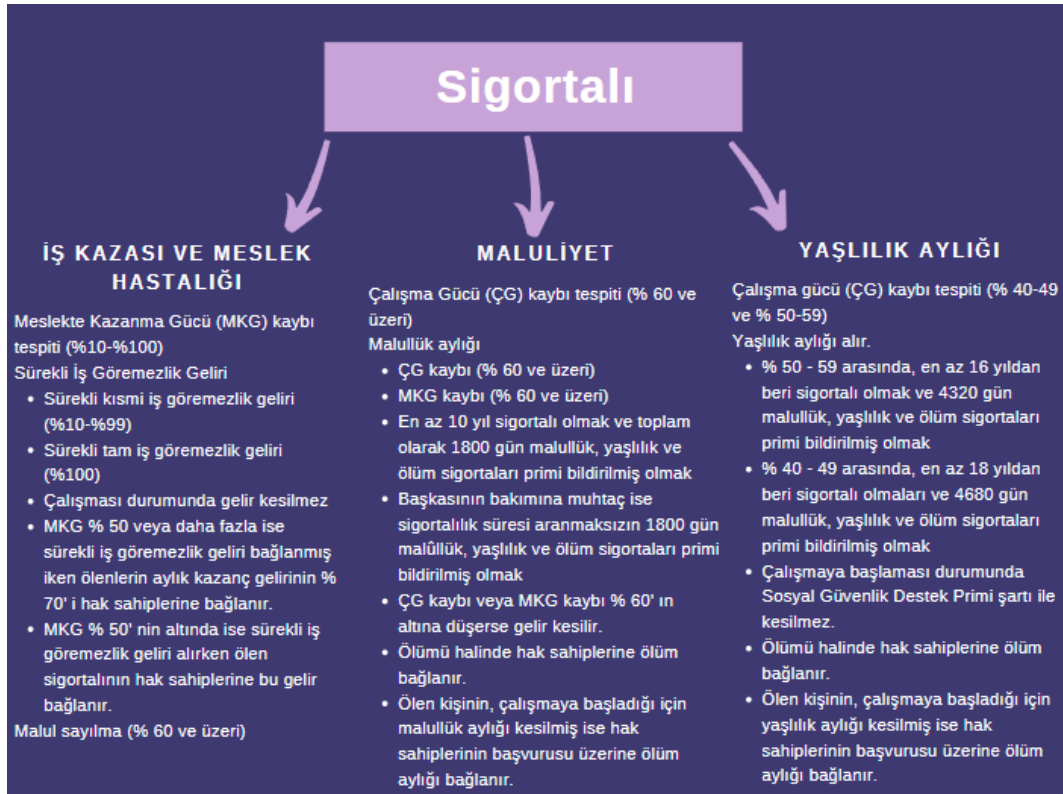 Sigortalı
İŞ KAZASI VE MESLEK
HASTALIĞI
Meslekte Kazanma Gücü (MKG) kaybı
tespiti (%10-%100)
Sürekli İş Göremezlik Geliri
• Sürekli kısmi iş göremezlik geliri
(%10-%99)
• Sürekli tam iş göremezlik geliri
(%100)
• Çalışması durumunda gelir kesilmez
• MKG % 50 veya daha fazla ise
sürekli iş göremezlik geliri bağlanmış
iken ölenlerin aylık kazanç gelirinin %
70' i hak sahiplerine bağlanır.
• MKG % 50' nin altında ise sürekli iş
göremezlik geliri alırken ölen
sigortalının hak sahiplerine bu gelir
bağlanır.
Malul sayılma (% 60 ve üzeri)
MALULİYET
Çalışma Gücü (ÇG) kaybı tespiti (% 60 ve
üzeri)
Malullük aylığı
• ÇG kaybı (% 60 ve üzeri)
• MKG kaybı (% 60 ve üzeri)
• En az 10 yıl sigortalı olmak ve toplam
olarak 1800 gün malullük, yaşlılık ve
ölüm sigortaları primi bildirilmiş olmak
• Başkasının bakımına muhtaç ise
sigortalılık süresi aranmaksızın 1800 gün
malûllük, yaşlılık ve ölüm sigortaları primi
bildirilmiş olmak
• ÇG kaybı veya MKG kaybı % 60' ın
altına düşerse gelir kesilir.
• Ölümü halinde hak sahiplerine ölüm
bağlanır.
• Ölen kişinin, çalışmaya başladığı için
malullük aylığı kesilmiş ise hak
sahiplerinin başvurusu üzerine ölüm
aylığı bağlanır.
YAŞLILIK AYLIĞI
Çalışma gücü (ÇG) kaybı tespiti (% 40-49
ve % 50-59)
Yaşlılık aylığı alır.
• % 50 - 59 arasında, en az 16 yıldan
beri sigortalı olmak ve 4320 gün
malullük, yaşlılık ve ölüm sigortaları
primi bildirilmiş olmak
• % 40 - 49 arasında, en az 18 yıldan
beri sigortalı olmaları ve 4680 gün
malullük, yaşlılık ve ölüm sigortaları
primi bildirilmiş olmak
• Çalışmaya başlaması durumunda
Sosyal Güvenlik Destek Primi şartı ile
kesilmez.
• Ölümü halinde hak sahiplerine ölüm
bağlanır.
• Ölen kişinin, çalışmaya başladığı için
yaşlılık aylığı kesilmiş ise hak
sahiplerinin başvurusu üzerine ölüm
aylığı bağlanır.